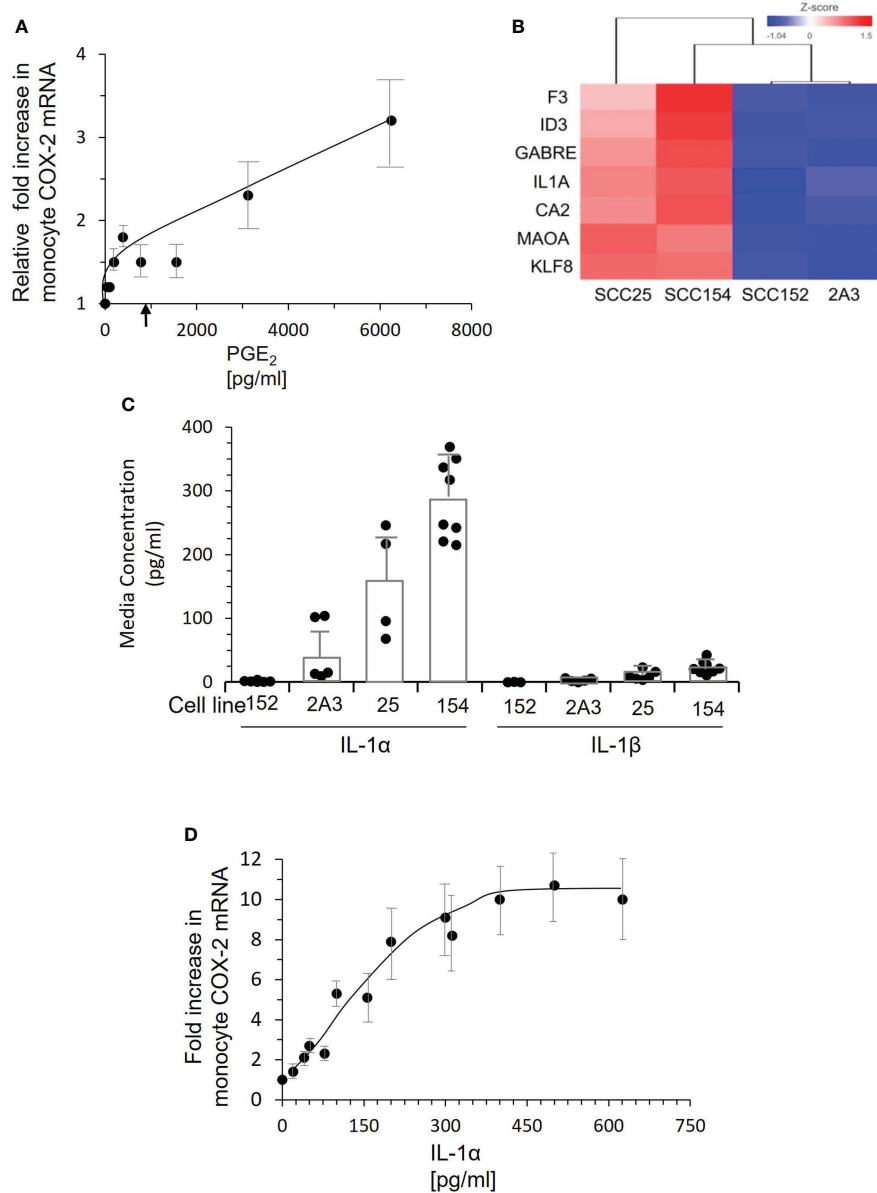 A
Relative fold increase in
monocyte COX-2 mRNA
4
3
2
1
0 2000 4000 6000 8000
PGE2
[pg/ml]
B
Z-score
-1.04 0 1.5
F3
ID3
GABRE
IL1A
CA2
MAOA
KLF8
SCC25 SCC154 SCC152 2A3
C
Media Concentration
(pg/ml)
400
300
200
100
0
Cell line 152 2A3 25 154 152 2A3 25 154
IL-1α IL-1β
D
Fold increase in
monocyte COX-2 mRNA
12
10
8
6
4
2
0
0 150 300 450 600 750
IL-1α
[pg/ml]